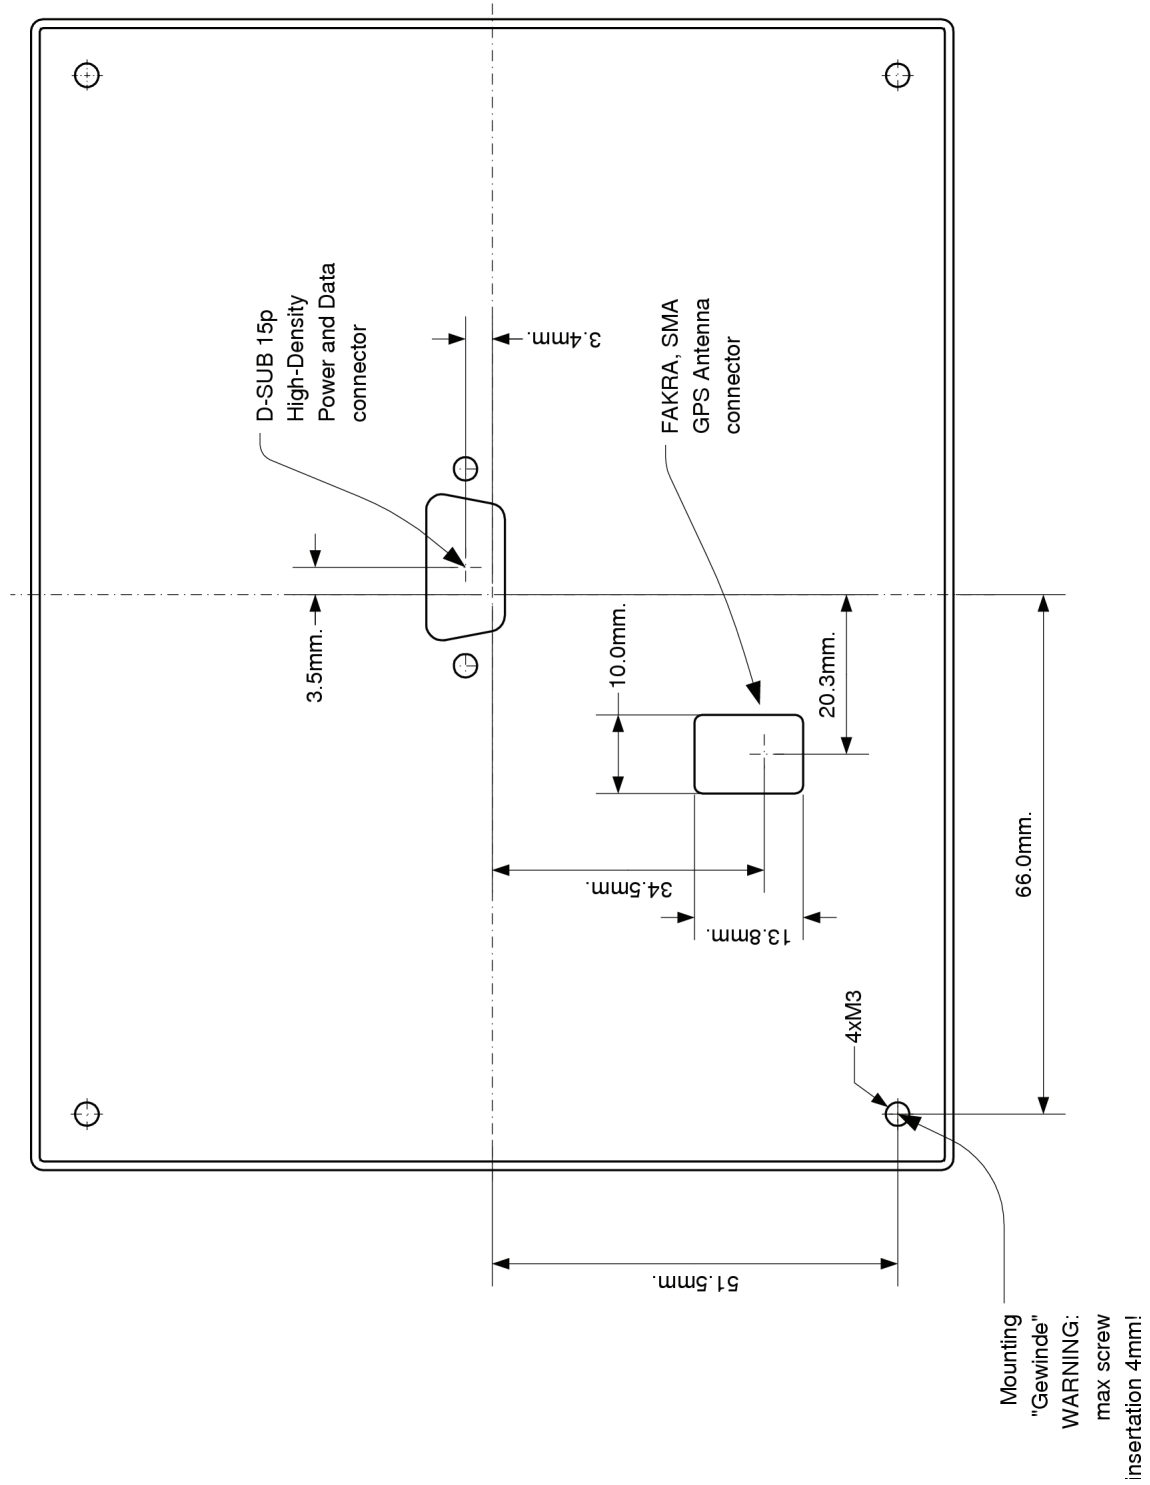 D-SUB 15p
High-Density
Power and Data
connector
3.4mm.
FAKRA, SMA
GPS Antenna
connector
3.5mm.
10.0mm.
20.3mm.
34.5mm.
13.8mm.
66.0mm.
4xM3
51.5mm.
Mounting
"Gewinde"
WARNING:
max screw
insertation 4mm!